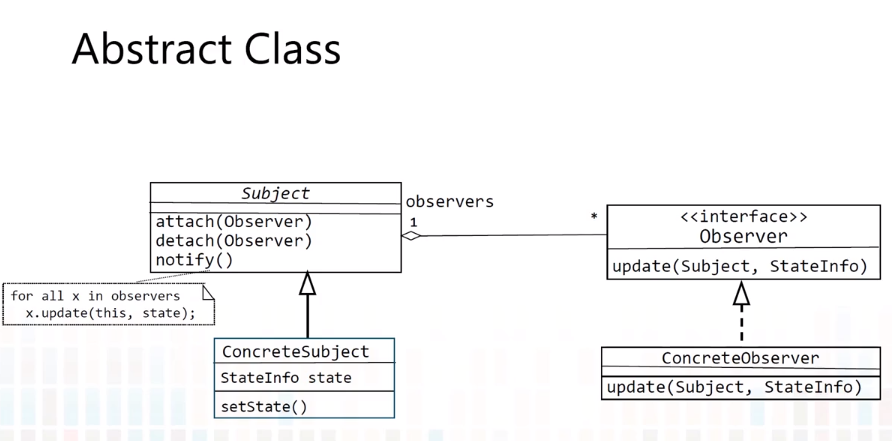 Abstract Class
Subject
attach(Observer)
detach(Observer)
notify()
observers
1
*
<<interface>>
Observer
update(Subject, StateInfo)
for all x in observers
x.update(this, state);
ConcreteSubject
StateInfo state
setState()
ConcreteObserver
update(Subject, StateInfo)